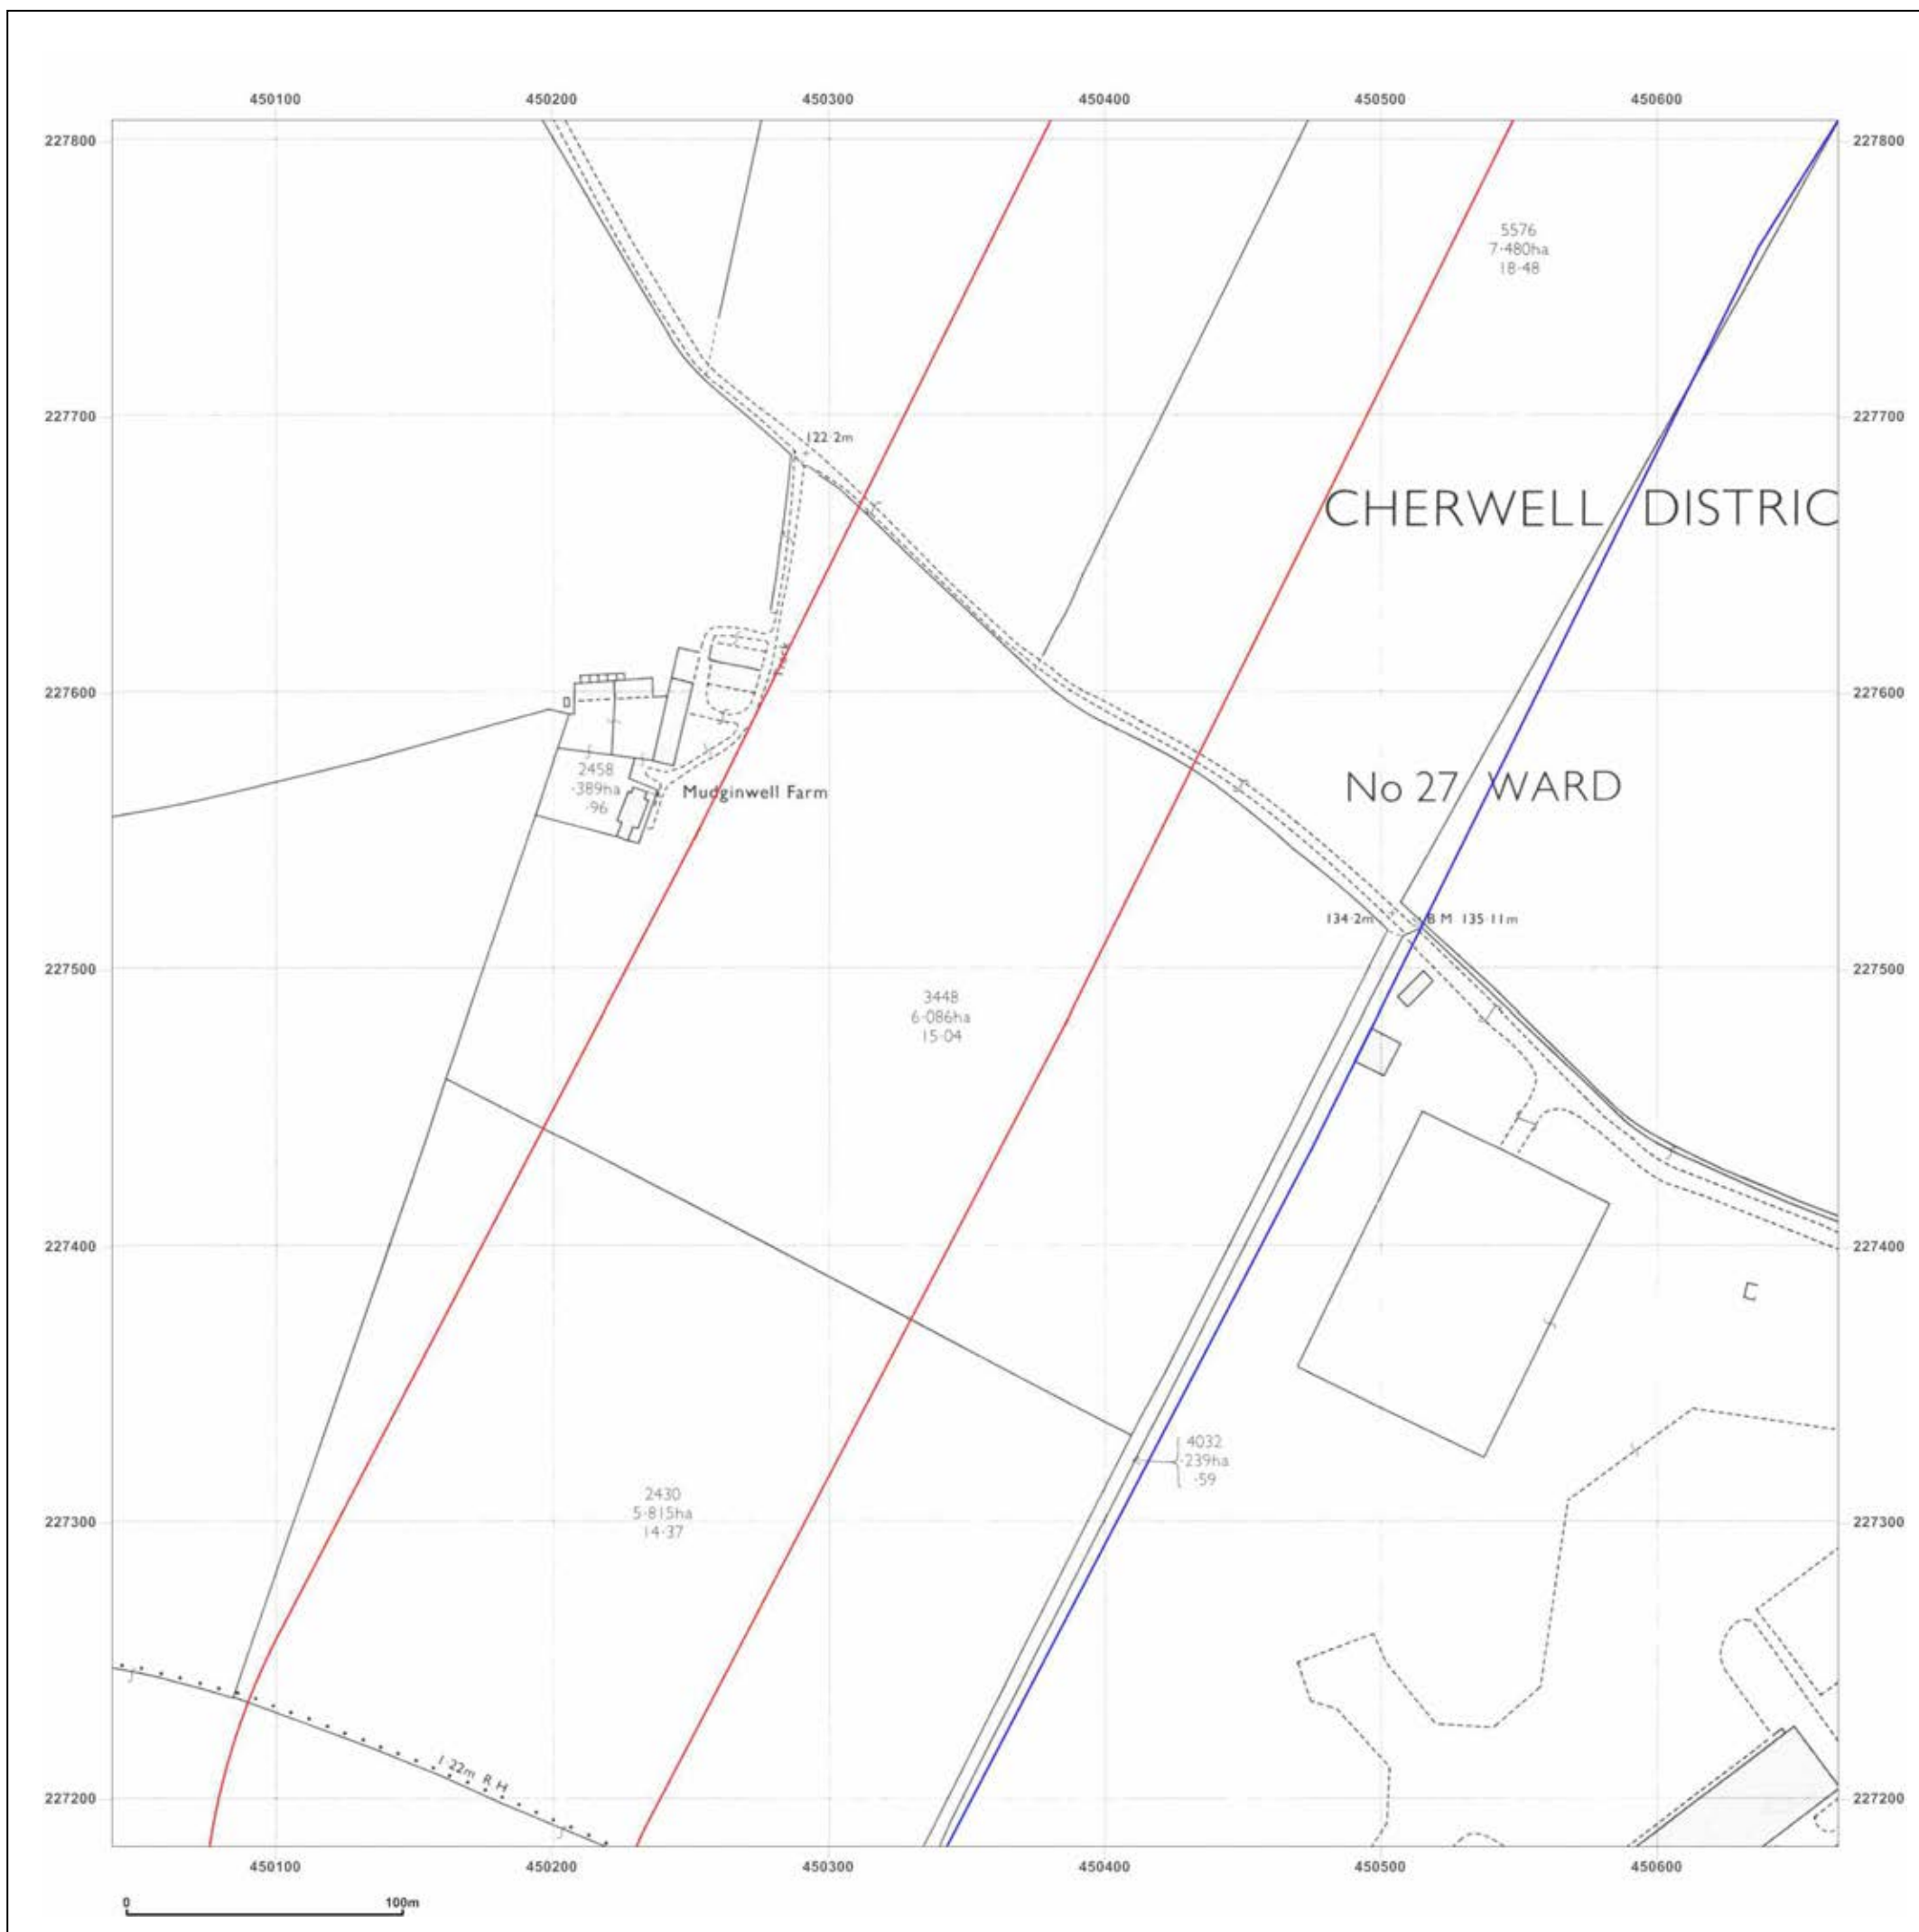 450100 450200 450300 450400 450500 450600
227800 227800
5576
7·480ha
18·48
227700 227700
122·2m
CHERWELL DISTRIC
Track
227600 227600
2458
·389ha
·96
Mudginwell Farm
No 27 WARD
134·2m
B M 135·11m
227500 227500
3448
6·086ha
15·04
227400 227400
4032
·239ha
·59
2430
5·815ha
14·37
227300 227300
1·22m R H
227200 227200
450100 450200 450300 450400 450500 450600
0 100m